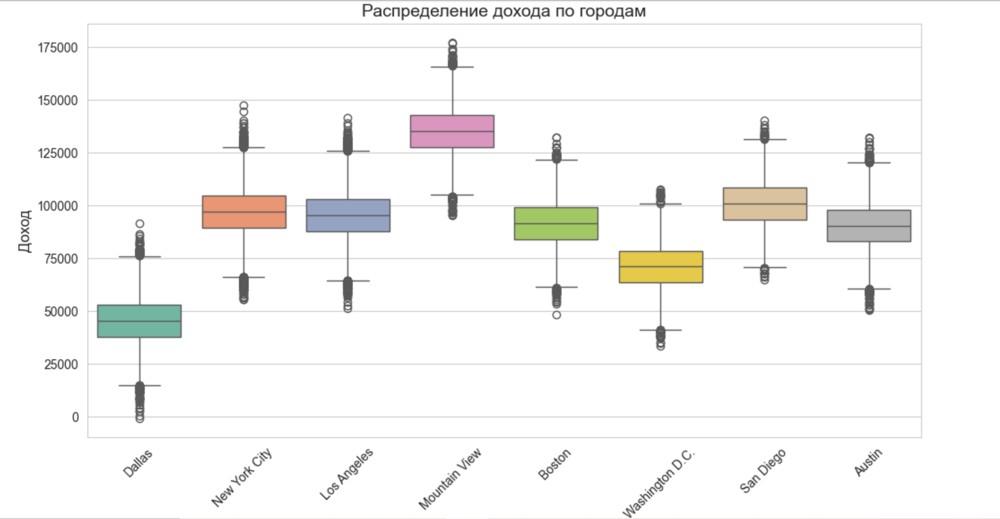 Распределение дохода по городам
175000
150000
125000
100000
75000
50000
25000
0
Доход
Dallas
New York City
Los Angeles
Mountain View
Boston
Washington D.C.
San Diego
Austin